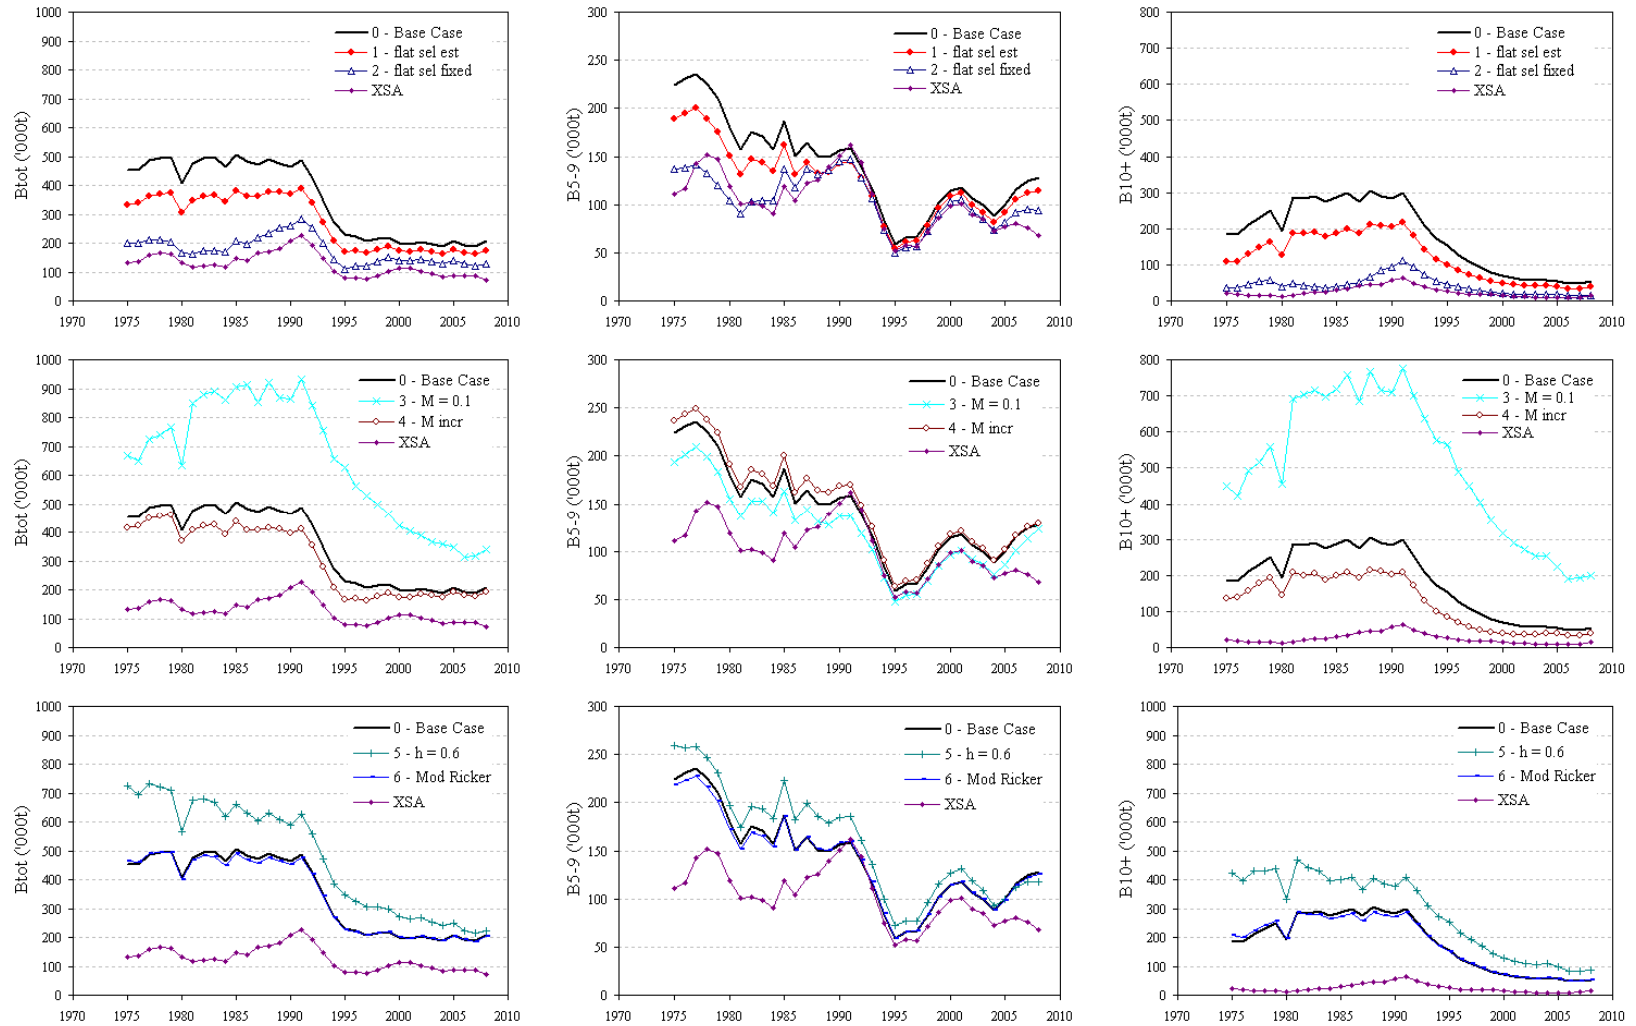 1000
900
800
700
600
500
400
300
200
100
0
Btot ('000t)
0 - Base Case
1 - flat sel est
2 - flat sel fixed
XSA
1970 1975 1980 1985 1990 1995 2000 2005 2010
300
250
200
150
100
50
0
B5-9 ('000t)
0 - Base Case
1 - flat sel est
2 - flat sel fixed
XSA
1970 1975 1980 1985 1990 1995 2000 2005 2010
800
700
600
500
400
300
200
100
0
B10+ ('000t)
0 - Base Case
1 - flat sel est
2 - flat sel fixed
XSA
1970 1975 1980 1985 1990 1995 2000 2005 2010
1000
900
800
700
600
500
400
300
200
100
0
Btot ('000t)
0 - Base Case
3 - M = 0.1
4 - M incr
XSA
1970 1975 1980 1985 1990 1995 2000 2005 2010
300
250
200
150
100
50
0
B5-9 ('000t)
0 - Base Case
3 - M = 0.1
4 - M incr
XSA
1970 1975 1980 1985 1990 1995 2000 2005 2010
800
700
600
500
400
300
200
100
0
B10+ ('000t)
0 - Base Case
3 - M = 0.1
4 - M incr
XSA
1970 1975 1980 1985 1990 1995 2000 2005 2010
1000
900
800
700
600
500
400
300
200
100
0
Btot ('000t)
0 - Base Case
5 - h = 0.6
6 - Mod Ricker
XSA
1970 1975 1980 1985 1990 1995 2000 2005 2010
300
250
200
150
100
50
0
B5-9 ('000t)
0 - Base Case
5 - h = 0.6
6 - Mod Ricker
XSA
1970 1975 1980 1985 1990 1995 2000 2005 2010
1000
900
800
700
600
500
400
300
200
100
0
B10+ ('000t)
0 - Base Case
5 - h = 0.6
6 - Mod Ricker
XSA
1970 1975 1980 1985 1990 1995 2000 2005 2010